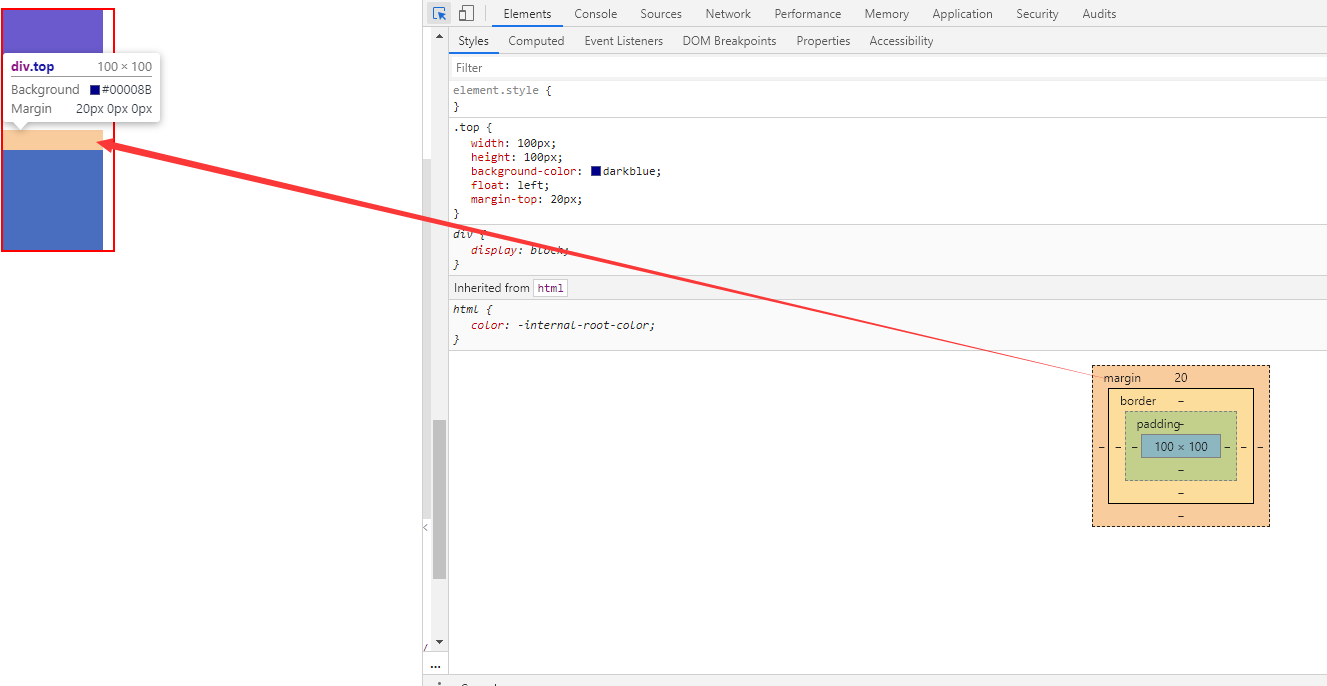 Elements Console Sources Network Performance Memory Application Security Audits
Styles Computed Event Listeners DOM Breakpoints Properties Accessibility
Filter
element.style {
}
.top {
width: 100px;
height: 100px;
background-color: darkblue;
float: left;
margin-top: 20px;
}
div {
display: block;
}
Inherited from html
html {
color: -internal-root-color;
}
div.top 100 × 100
Background #00008B
Margin 20px 0px 0px
margin 20
border –
padding –
– – – 100 × 100 – – –
–
–
–
<
/
...